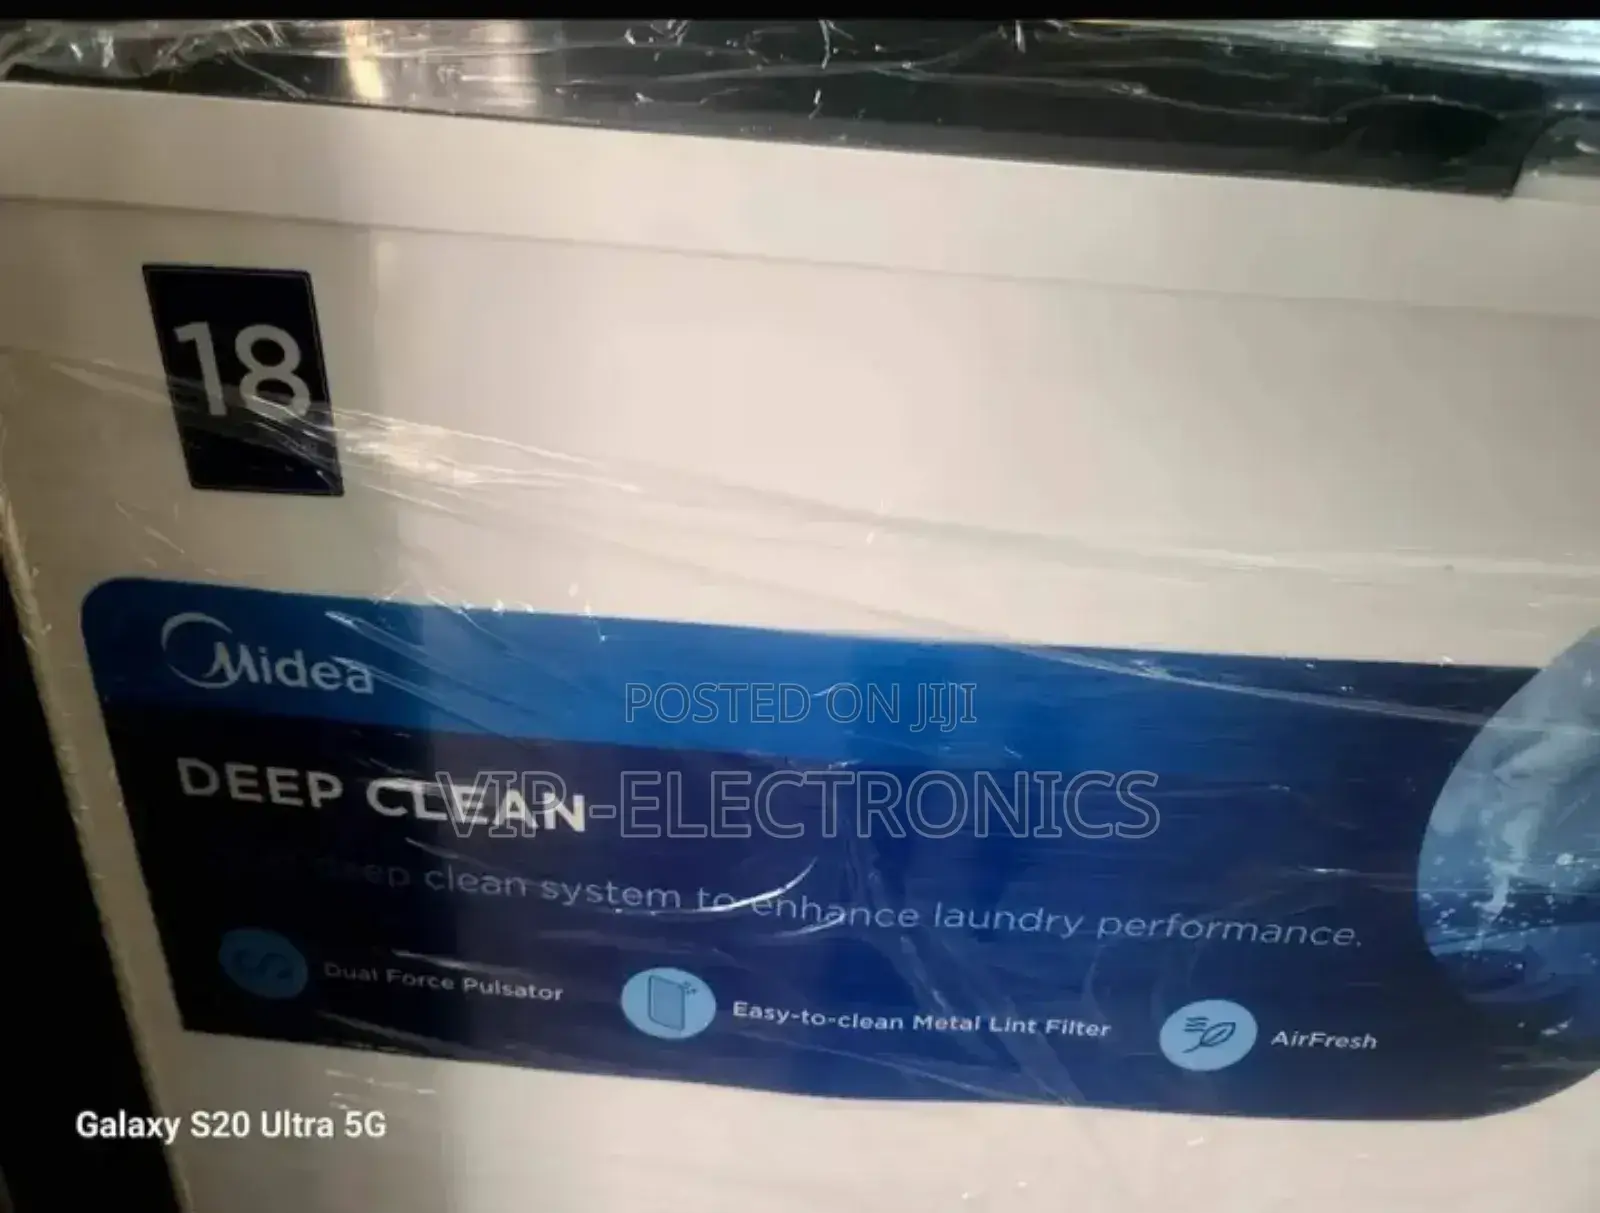 18
Midea
POSTED ON JIJI
DEEP CLEAN
VIP-ELECTRONICS
deep clean system to enhance laundry performance.
Dual Force Pulsator
Easy-to-clean Metal Lint Filter
AirFresh
Galaxy S20 Ultra 5G